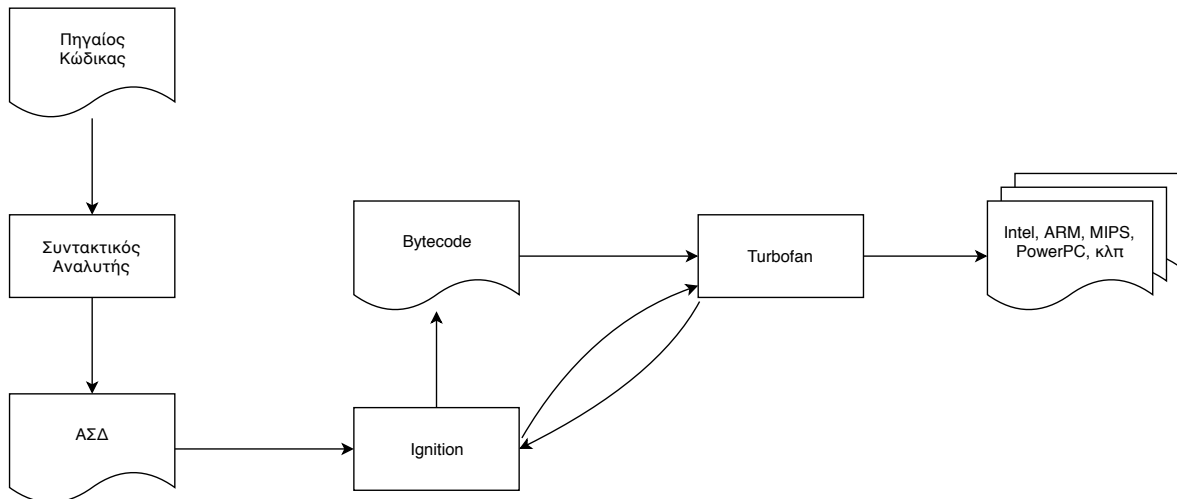 Πηγαίος
Κώδικας
Συντακτικός
Αναλυτής
ΑΣΔ
Ignition
Bytecode
Turbofan
Intel, ARM, MIPS,
PowerPC, κλπ